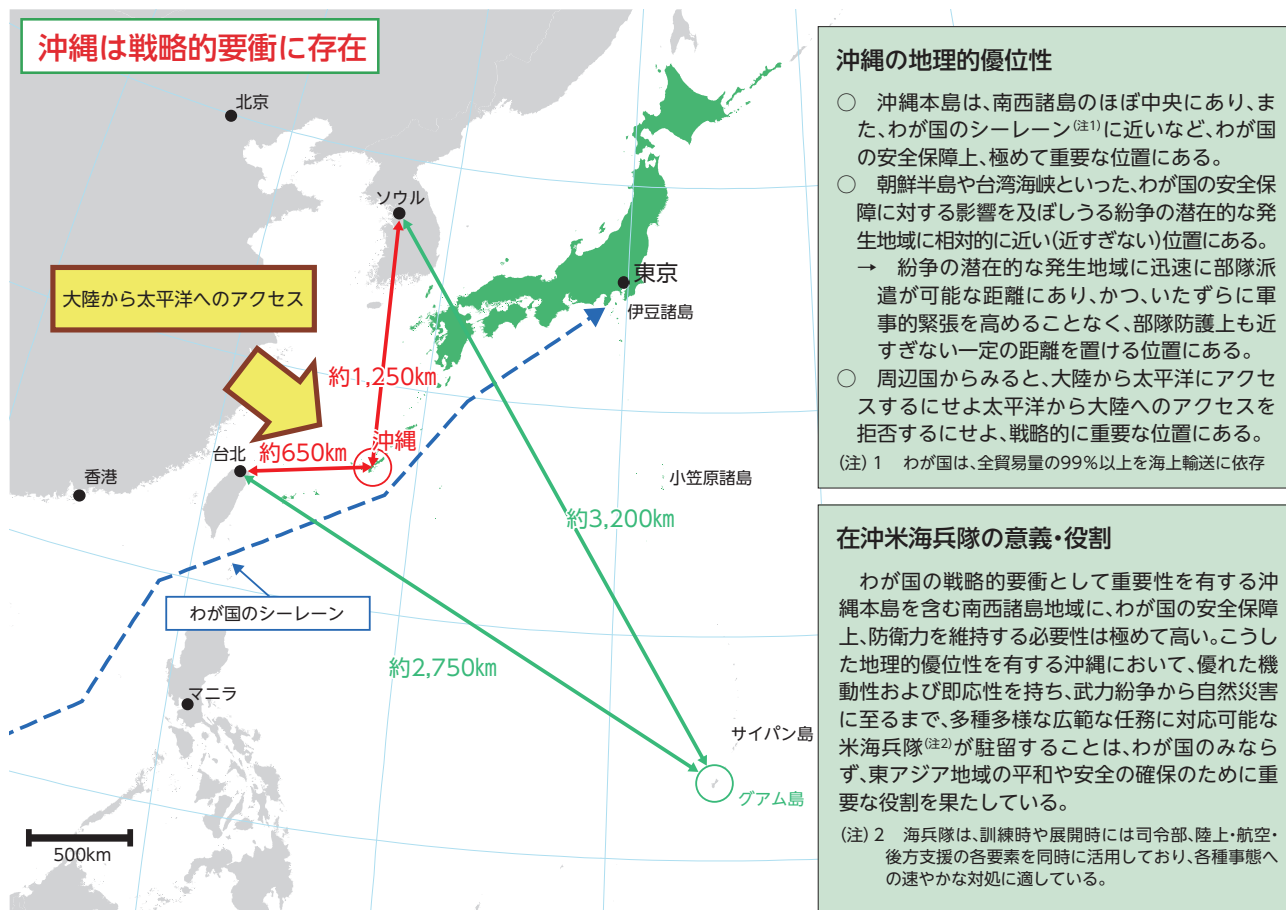 沖縄は戦略的要衝に存在
北京
ソウル
東京
伊豆諸島
大陸から太平洋へのアクセス
約1,250km
沖縄
台北
約650km
香港
小笠原諸島
約3,200km
わが国のシーレーン
約2,750km
マニラ
サイパン島
グアム島
500km
沖縄の地理的優位性
○　沖縄本島は、南西諸島のほぼ中央にあり、ま
た、わが国のシーレーン(注1)に近いなど、わが国
の安全保障上、極めて重要な位置にある。
○　朝鮮半島や台湾海峡といった、わが国の安全保
障に対する影響を及ぼしうる紛争の潜在的な発
生地域に相対的に近い(近すぎない)位置にある。
→　紛争の潜在的な発生地域に迅速に部隊派
遣が可能な距離にあり、かつ、いたずらに軍
事的緊張を高めることなく、部隊防護上も近
すぎない一定の距離を置ける位置にある。
○　周辺国からみると、大陸から太平洋にアクセ
スするにせよ太平洋から大陸へのアクセスを
拒否するにせよ、戦略的に重要な位置にある。
(注) 1　わが国は、全貿易量の99％以上を海上輸送に依存
在沖米海兵隊の意義・役割
わが国の戦略的要衝として重要性を有する沖
縄本島を含む南西諸島地域に、わが国の安全保障
上、防衛力を維持する必要性は極めて高い。こうし
た地理的優位性を有する沖縄において、優れた機
動性および即応性を持ち、武力紛争から自然災害
に至るまで、多種多様な広範な任務に対応可能な
米海兵隊(注2)が駐留することは、わが国のみなら
ず、東アジア地域の平和や安全の確保のために重
要な役割を果たしている。
(注) 2　海兵隊は、訓練時や展開時には司令部、陸上・航空・
後方支援の各要素を同時に活用しており、各種事態へ
の速やかな対処に適している。